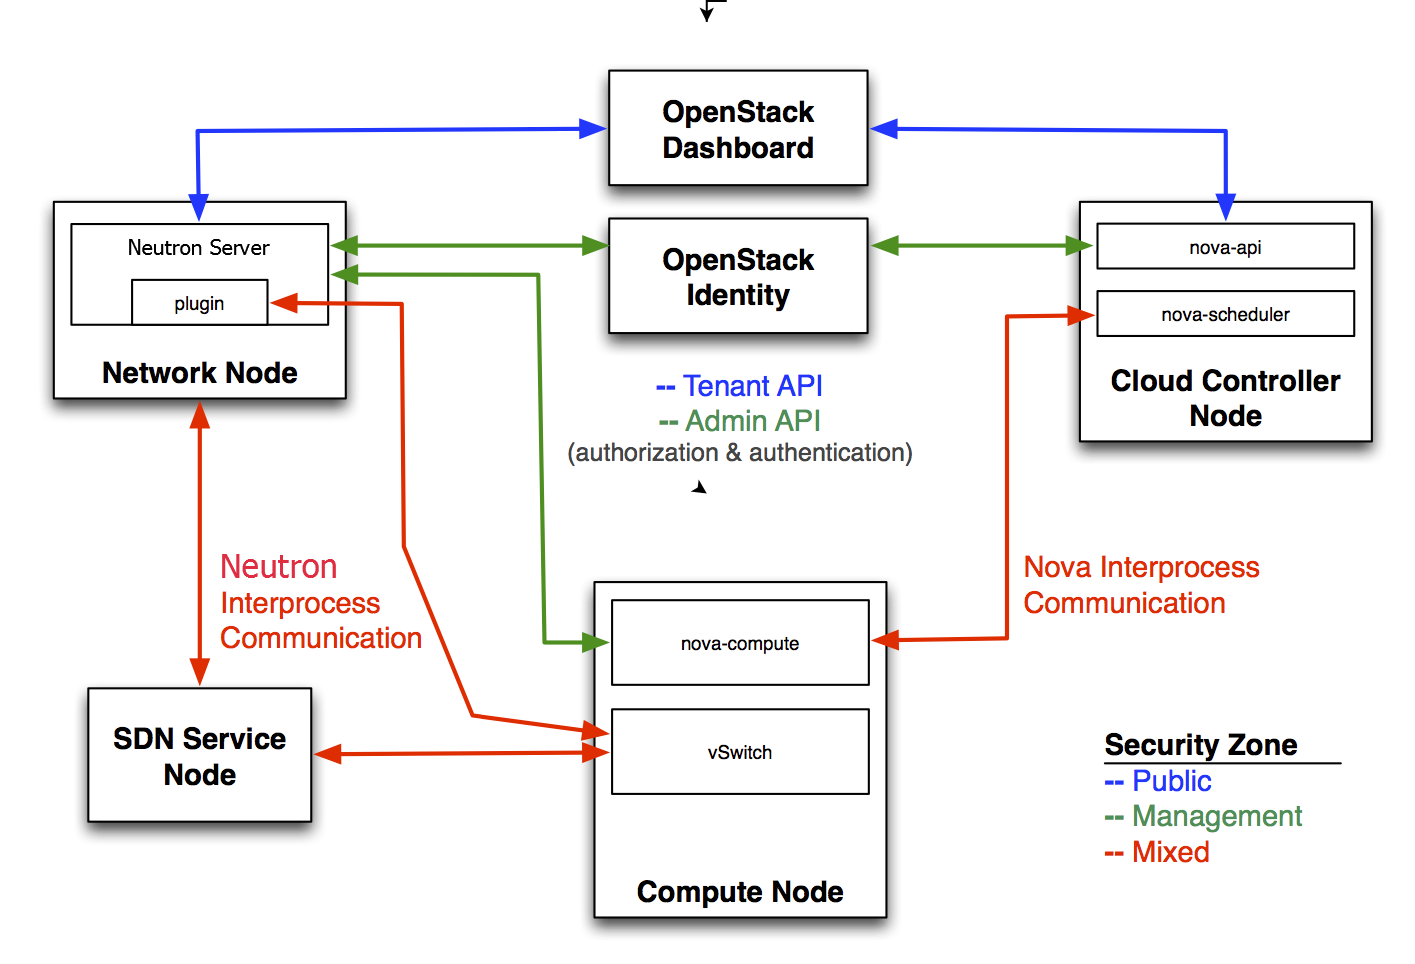 OpenStack
Dashboard
Neutron Server
plugin
Network Node
OpenStack
Identity
nova-api
nova-scheduler
Cloud Controller
Node
-- Tenant API
-- Admin API
(authorization & authentication)
Neutron
Interprocess
Communication
Nova Interprocess
Communication
nova-compute
vSwitch
Compute Node
SDN Service
Node
Security Zone
-- Public
-- Management
-- Mixed